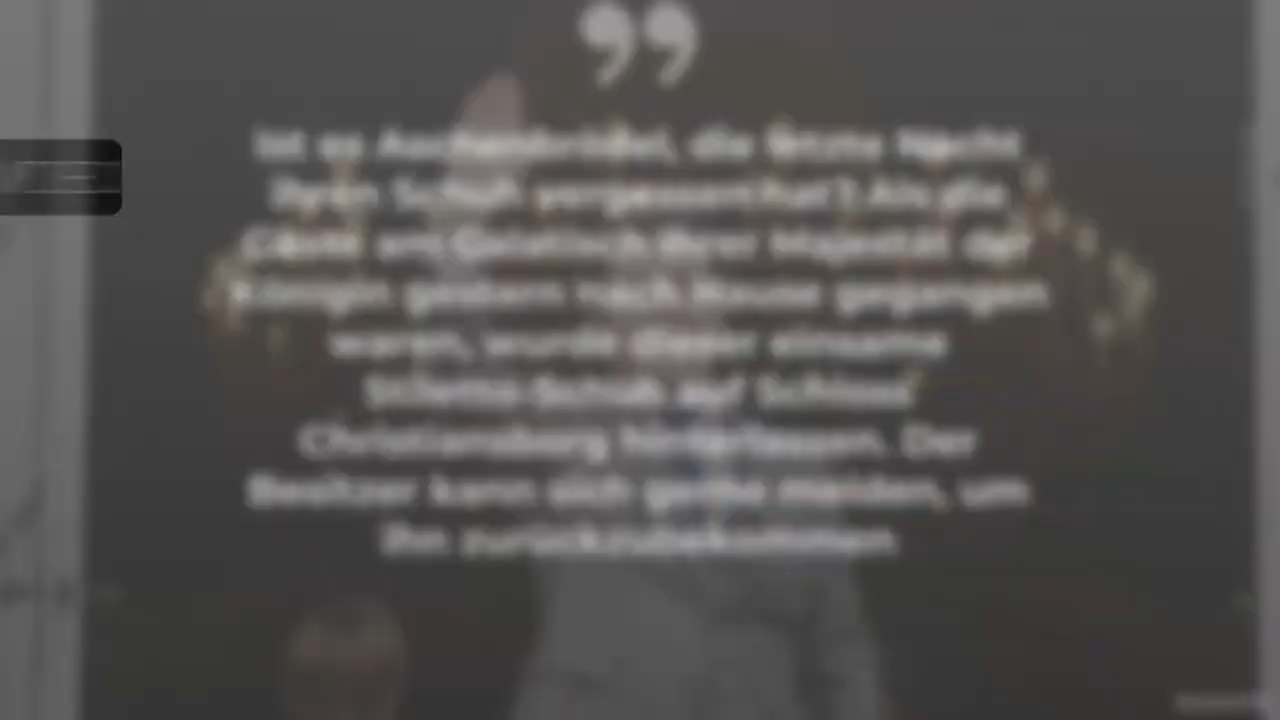 ”
Ist es Aschenbrödel, die letzte Nacht
ihren Schuh vergessen hat? Als die
Gäste am Galatisch Ihrer Majestät der
Königin gestern nach Hause gegangen
waren, wurde dieser einsame
Stiletto-Schuh auf Schloss
Christiansborg hinterlassen. Der
Besitzer kann sich gerne melden, um
ihn zurückzubekommen